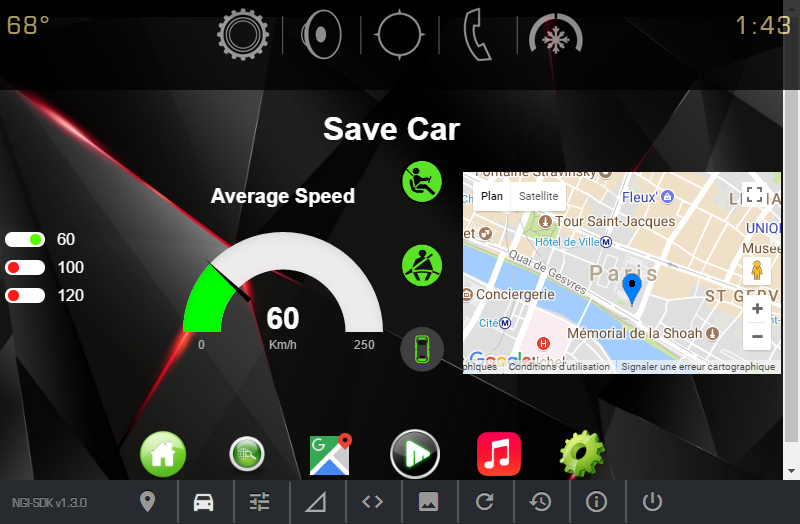 68°
1:43
Save Car
Average Speed
60
100
120
60
0
Km/h
250
Fontaine Stravinsky
Plan
Satellite
Fleux'
Tour Saint-Jacques
Hôtel de Ville
M
UNIO
Musée
Quai de Gesvres
Paris
Conciergerie
ST GERV
Cité
M
Mémorial de la Shoah
H
Google
Michel
phiques
Conditions d'utilisation
Signaler une erreur cartographique
G
NGI-SDK v1.3.0